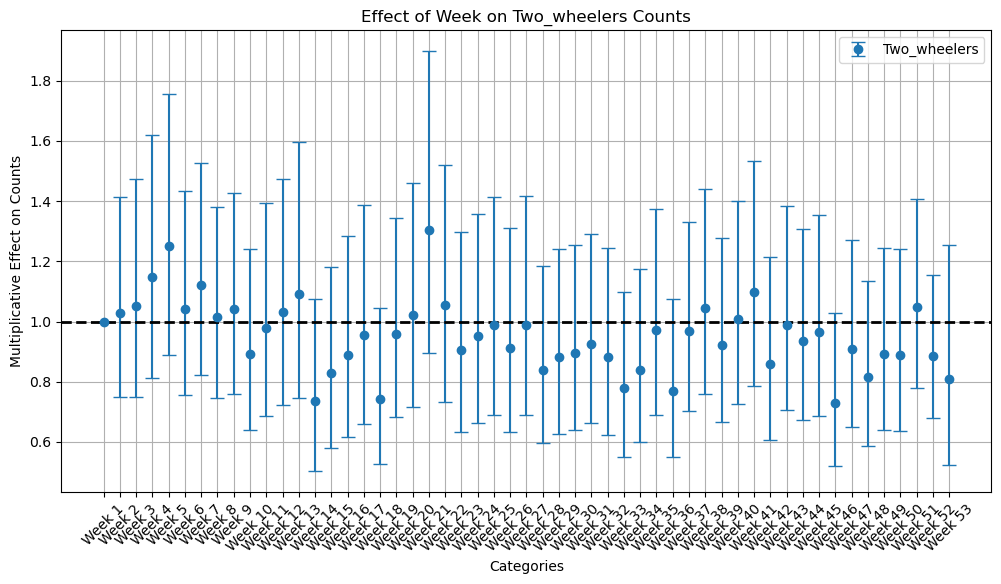 Effect of Week on Two_wheelers Counts
Two_wheelers
Multiplicative Effect on Counts
1.8
1.6
1.4
1.2
1.0
0.8
0.6
Week 1
Week 2
Week 3
Week 4
Week 5
Week 6
Week 7
Week 8
Week 9
Week 10
Week 11
Week 12
Week 13
Week 14
Week 15
Week 16
Week 17
Week 18
Week 19
Week 20
Week 21
Week 22
Week 23
Week 24
Week 25
Week 26
Week 27
Week 28
Week 29
Week 30
Week 31
Week 32
Week 33
Week 34
Week 35
Week 36
Week 37
Week 38
Week 39
Week 40
Week 41
Week 42
Week 43
Week 44
Week 45
Week 46
Week 47
Week 48
Week 49
Week 50
Week 51
Week 52
Week 53
Categories